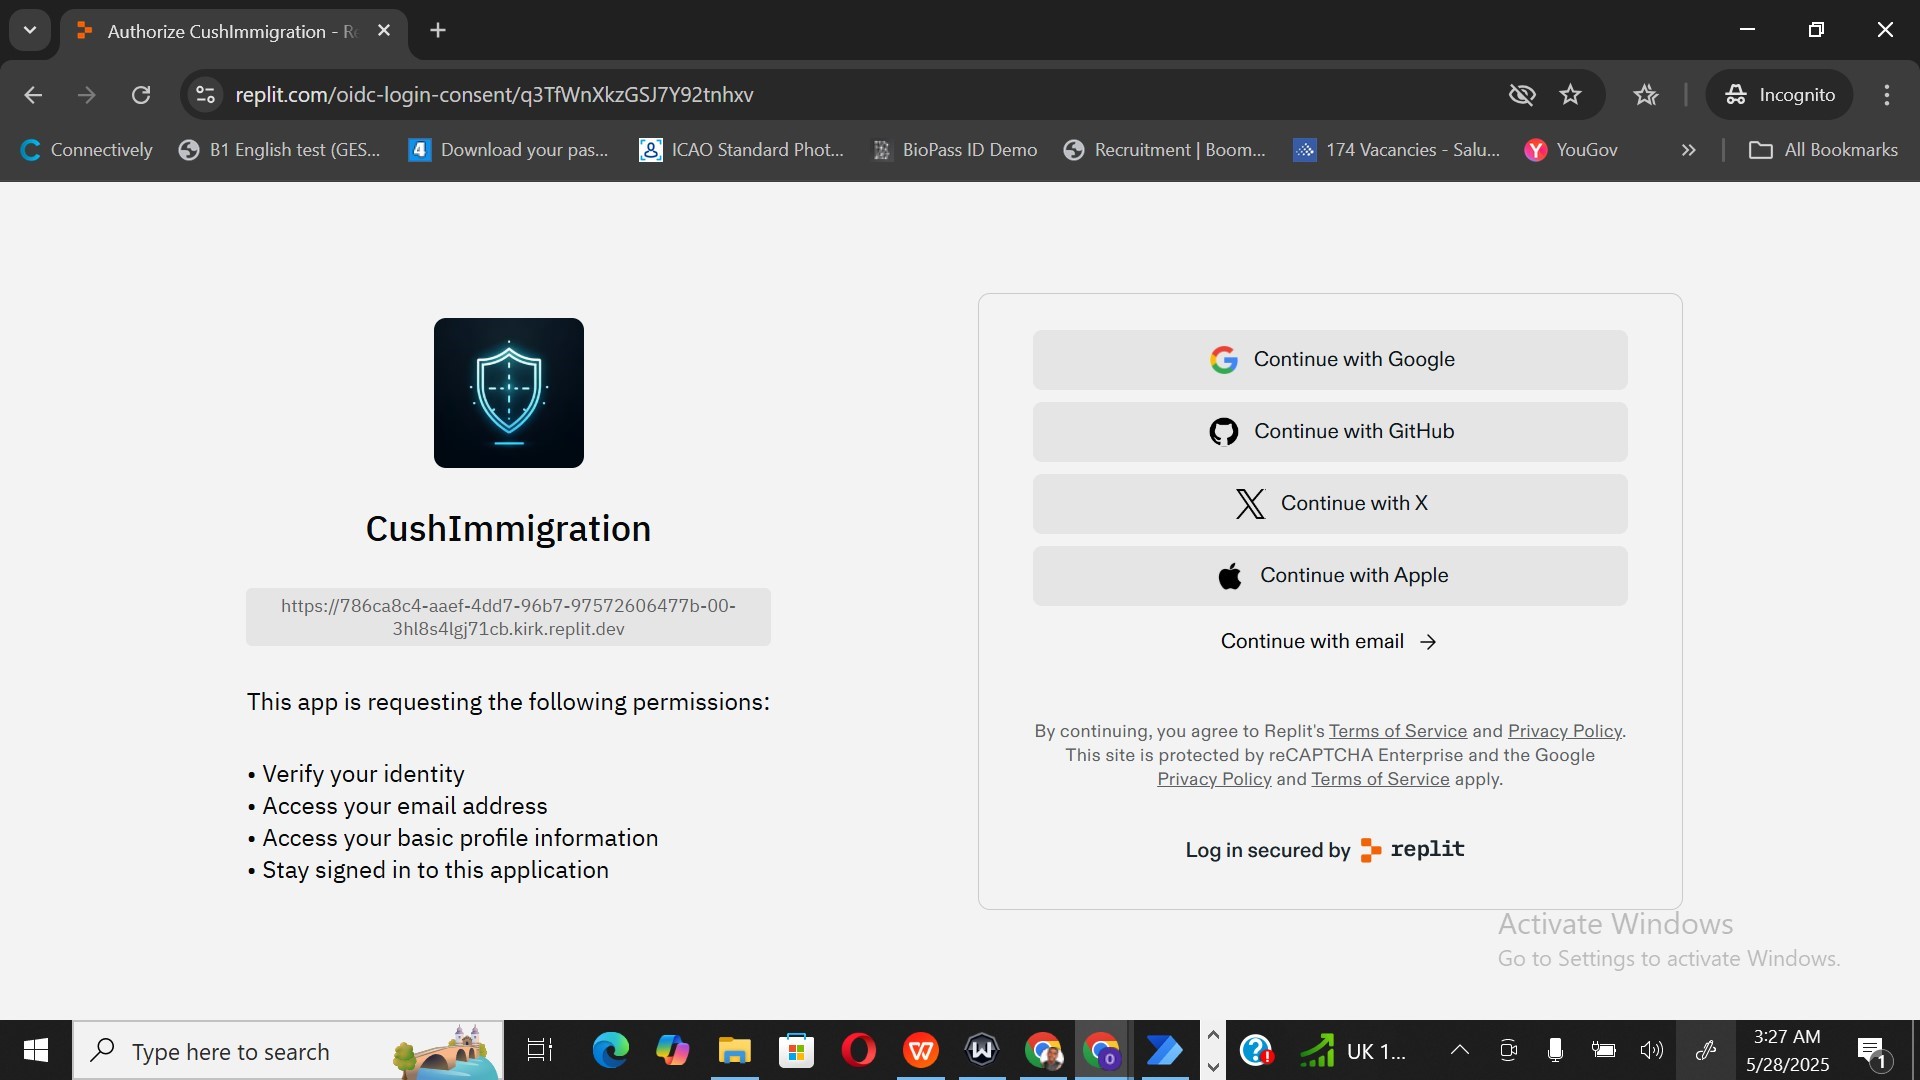 Authorize CushImmigration - Re
replit.com/oidc-login-consent/q3TfWnXkzGSJ7Y92tnhxv
Incognito
Connectively
B1 English test (GES...
Download your pas...
ICAO Standard Phot...
BioPass ID Demo
Recruitment | Boom...
174 Vacancies - Salu...
YouGov
All Bookmarks
CushImmigration
https://786ca8c4-aaef-4dd7-96b7-97572606477b-00-
3hl8s4lgj71cb.kirk.replit.dev
This app is requesting the following permissions:
• Verify your identity
• Access your email address
• Access your basic profile information
• Stay signed in to this application
Continue with Google
Continue with GitHub
Continue with X
Continue with Apple
Continue with email →
By continuing, you agree to Replit's Terms of Service and Privacy Policy.
This site is protected by reCAPTCHA Enterprise and the Google
Privacy Policy and Terms of Service apply.
Log in secured by replit
Activate Windows
Go to Settings to activate Windows.
Type here to search
UK 1...
3:27 AM
5/28/2025
1